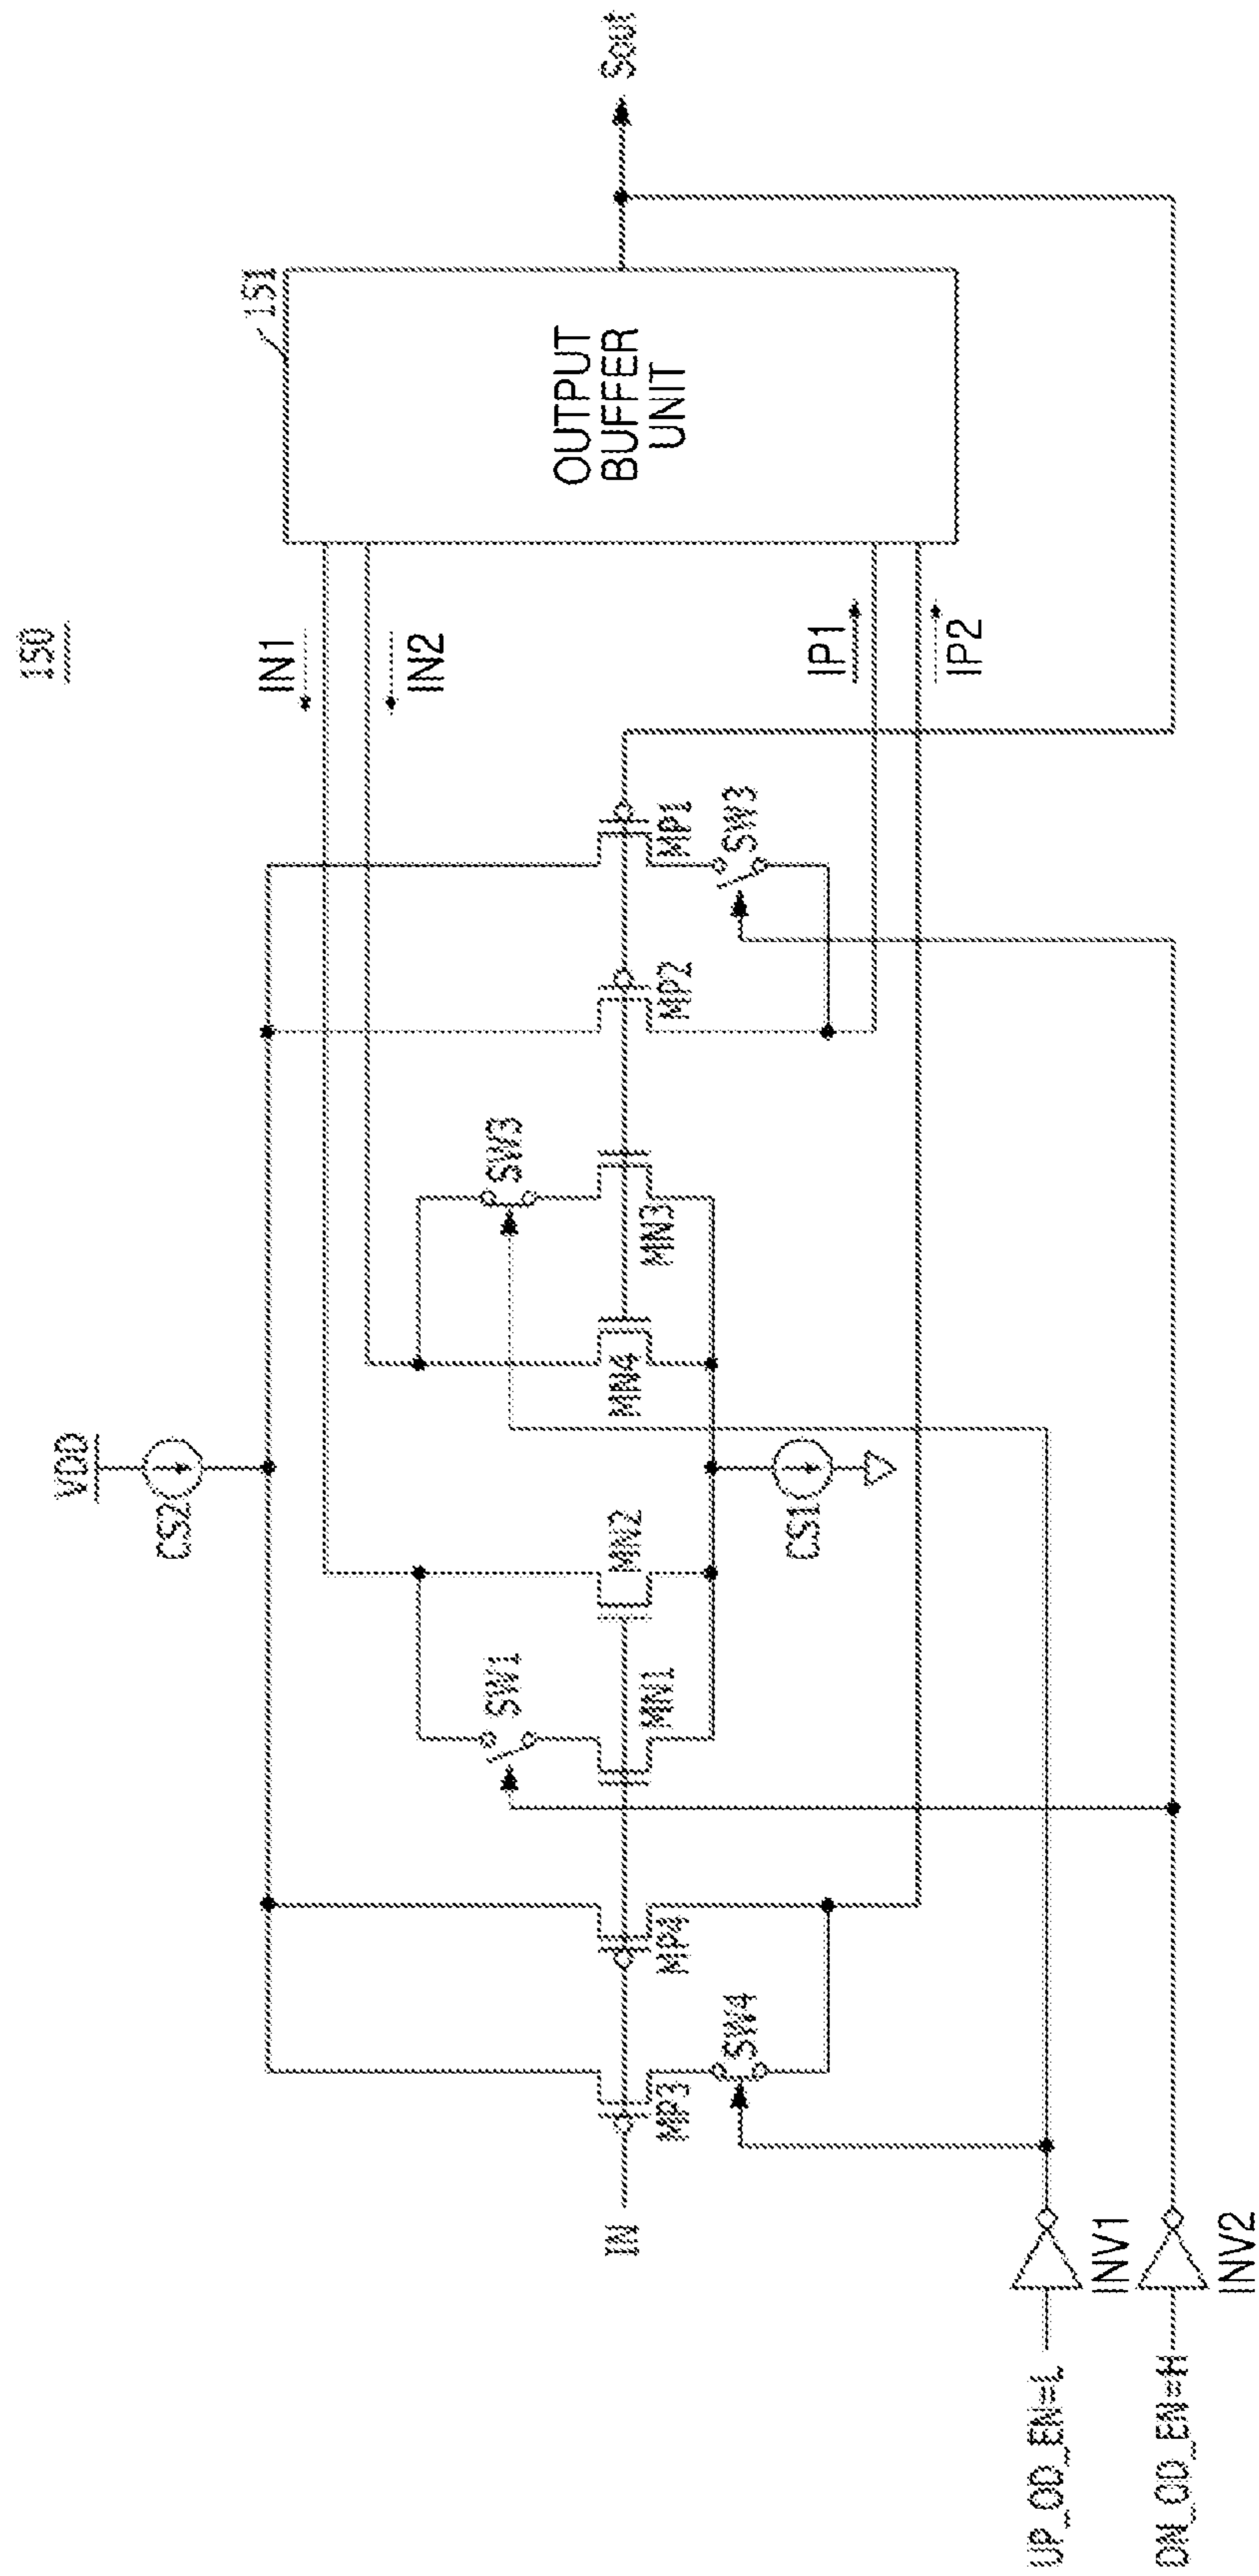 150
VDD
CS2
IN1
IN2
151
OUTPUT
BUFFER
UNIT
Sout
SW1
SW3
MN1
MN2
MN4
MN3
MP3
MP4
MP2
MP1
IN
SW4
CS1
SW3
IP1
IP2
UP_OD_EN=L
INV1
DN_OD_EN=H
INV2